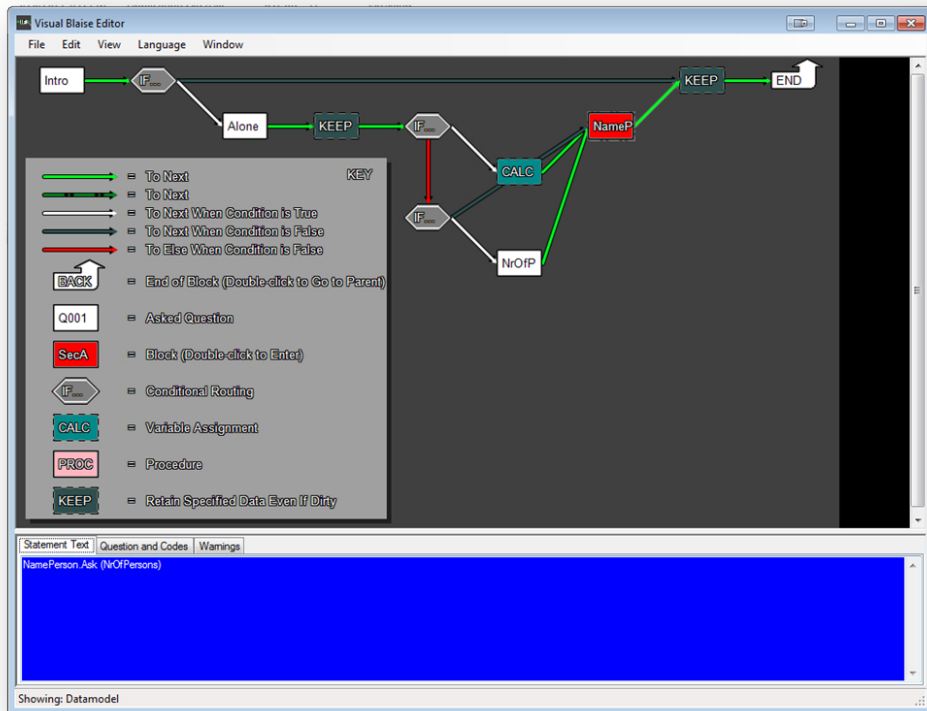 Visual Blaise Editor
File Edit View Language Window
Intro
IF...
KEEP
END
Alone
KEEP
IF...
NameP
CALC
IF...
NrOfP
KEY
= To Next
= To Next
= To Next When Condition is True
= To Next When Condition is False
= To Else When Condition is False
BACK = End of Block (Double-click to Go to Parent)
Q001 = Asked Question
SecA = Block (Double-click to Enter)
IF... = Conditional Routing
CALC = Variable Assignment
PROC = Procedure
KEEP = Retain Specified Data Even If Dirty
Statement Text Question and Codes Warnings
NamePerson.Ask (NrOfPersons)
Showing: Datamodel